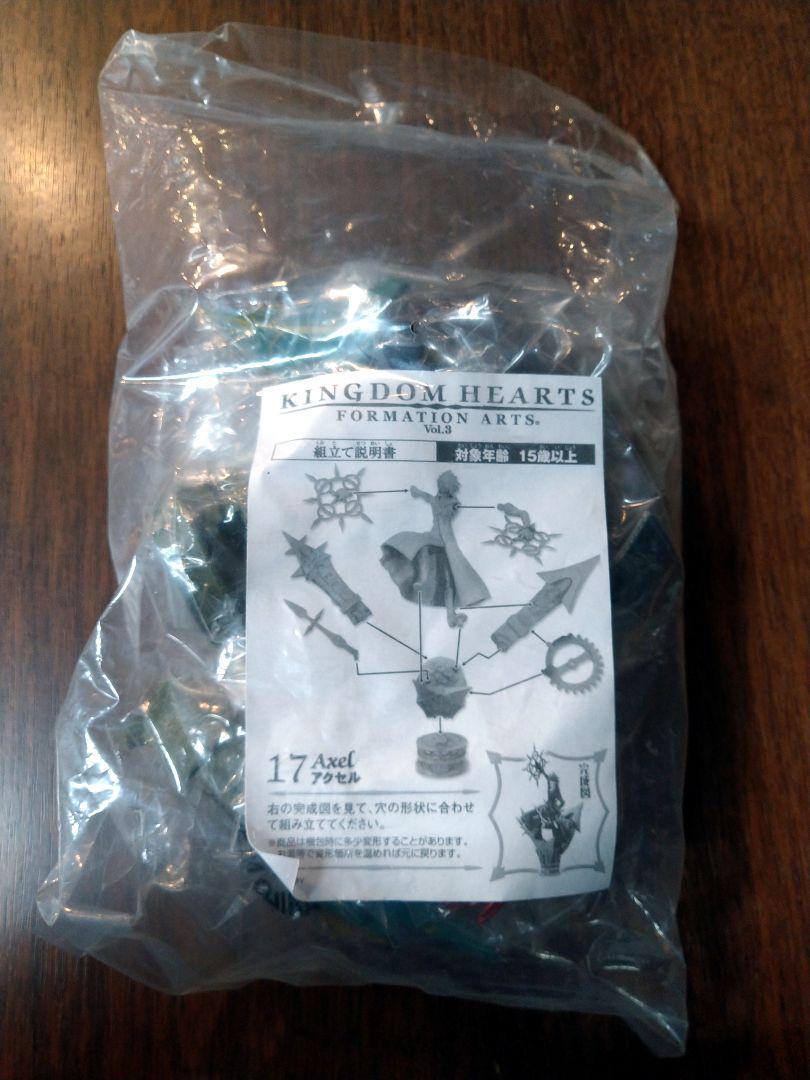 KINGDOM HEARTS
FORMATION ARTS®
Vol.3
組立て説明書
対象年齢 15歳以上
17 Axel
アクセル
完成図
右の完成図を見て、穴の形状に合わせ
て組み立ててください。
※商品は梱包時に多少変形することがあります。
お湯等で変形箇所を温めれば元に戻ります。